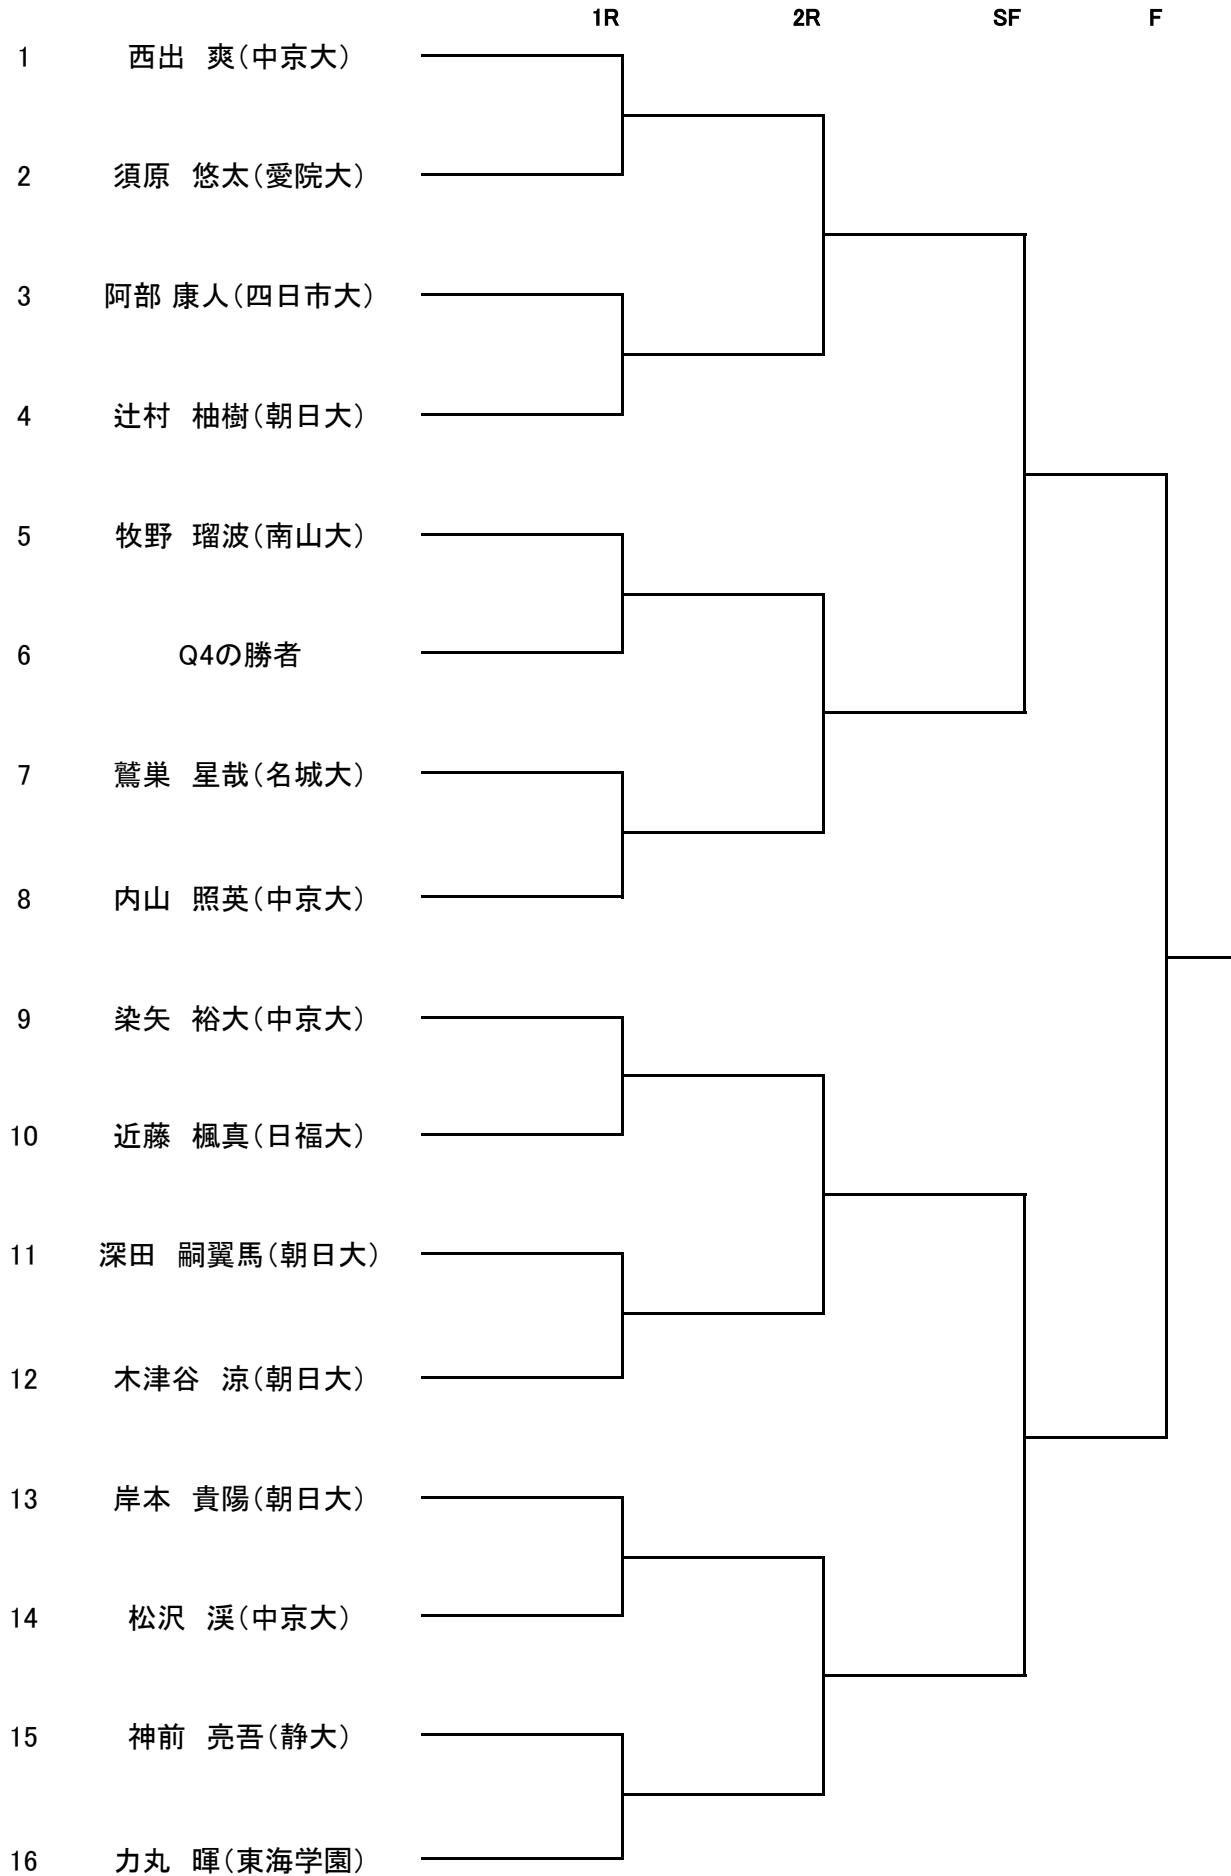 1R 2R SF F
1 西出　爽（中京大）
2 須原　悠太（愛院大）
3 阿部 康人（四日市大）
4 辻村　柚樹（朝日大）
5 牧野　瑠波（南山大）
6 Q4の勝者
7 鷲巣　星哉（名城大）
8 内山　照英（中京大）
9 染矢　裕大（中京大）
10 近藤　楓真（日福大）
11 深田　嗣翼馬（朝日大）
12 木津谷　涼（朝日大）
13 岸本　貴陽（朝日大）
14 松沢　渓（中京大）
15 神前　亮吾（静大）
16 力丸　暉（東海学園）